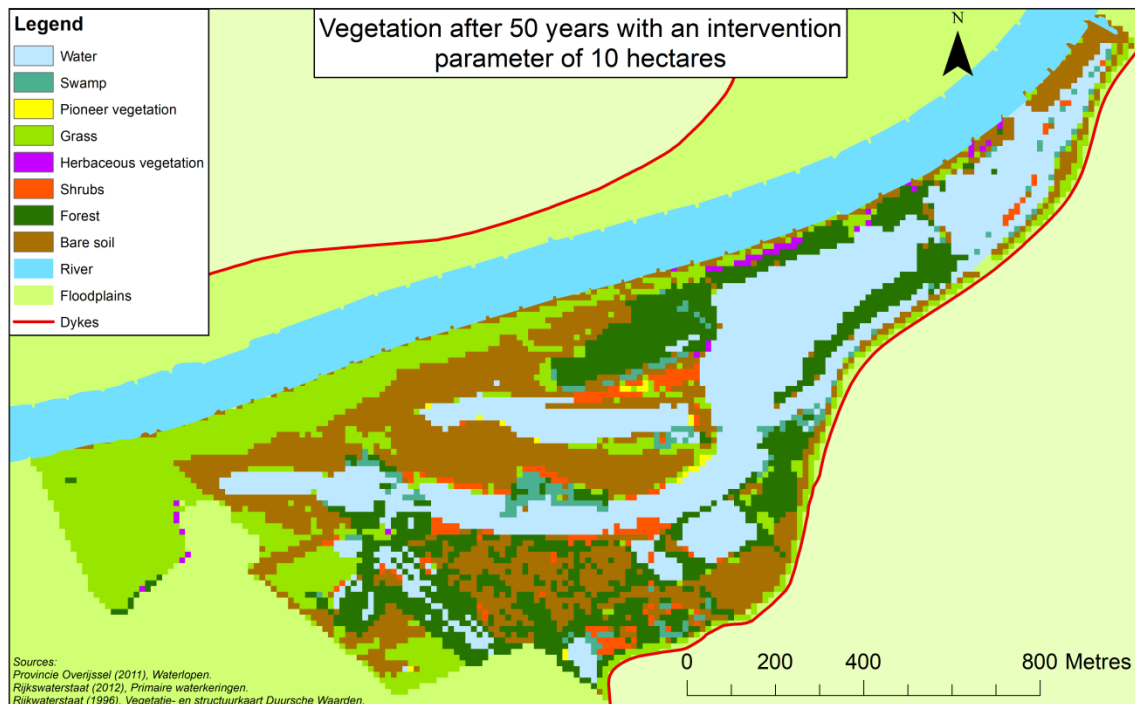 Vegetation after 50 years with an intervention
parameter of 10 hectares
N
Legend
Water
Swamp
Pioneer vegetation
Grass
Herbaceous vegetation
Shrubs
Forest
Bare soil
River
Floodplains
Dykes
Sources:
Provincie Overijssel (2011), Waterlopen.
Rijkswaterstaat (2012), Primaire waterkeringen.
Rijkwaterstaat (1996), Vegetatie- en structuurkaart Duursche Waarden.
0 200 400 800 Metres